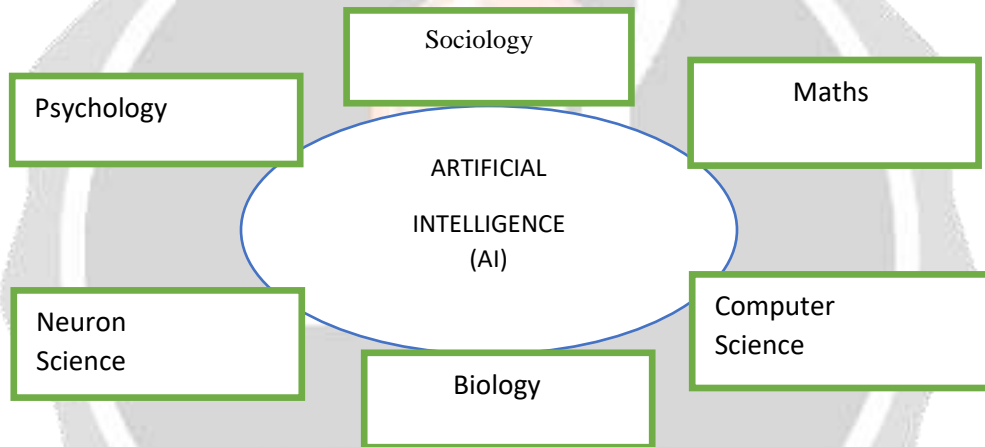 Sociology
Psychology
Maths
ARTIFICIAL
INTELLIGENCE
(AI)
Neuron
Science
Computer
Science
Biology